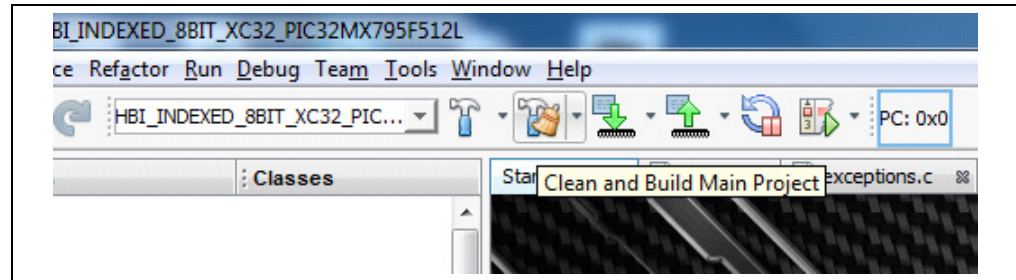 BI_INDEXED_8BIT_XC32_PIC32MX795F512L
ce Refactor Run Debug Team Tools Window Help
HBI_INDEXED_8BIT_XC32_PIC... PC: 0x0
Classes Star exceptions.c
Clean and Build Main Project